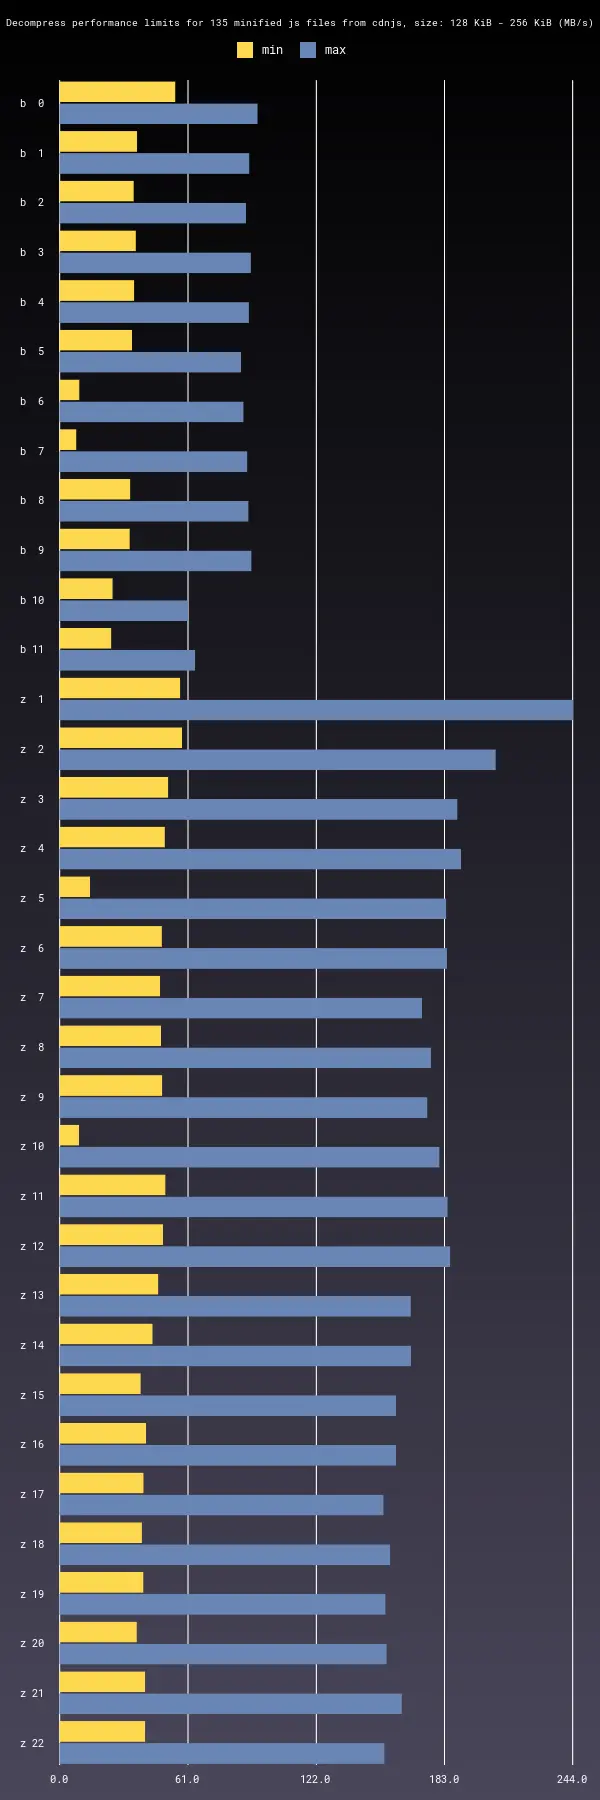 Decompress performance limits for 135 minified js files from cdnjs, size: 128 KiB - 256 KiB (MB/s)
min max
b 0
b 1
b 2
b 3
b 4
b 5
b 6
b 7
b 8
b 9
b 10
b 11
z 1
z 2
z 3
z 4
z 5
z 6
z 7
z 8
z 9
z 10
z 11
z 12
z 13
z 14
z 15
z 16
z 17
z 18
z 19
z 20
z 21
z 22
0.0 61.0 122.0 183.0 244.0